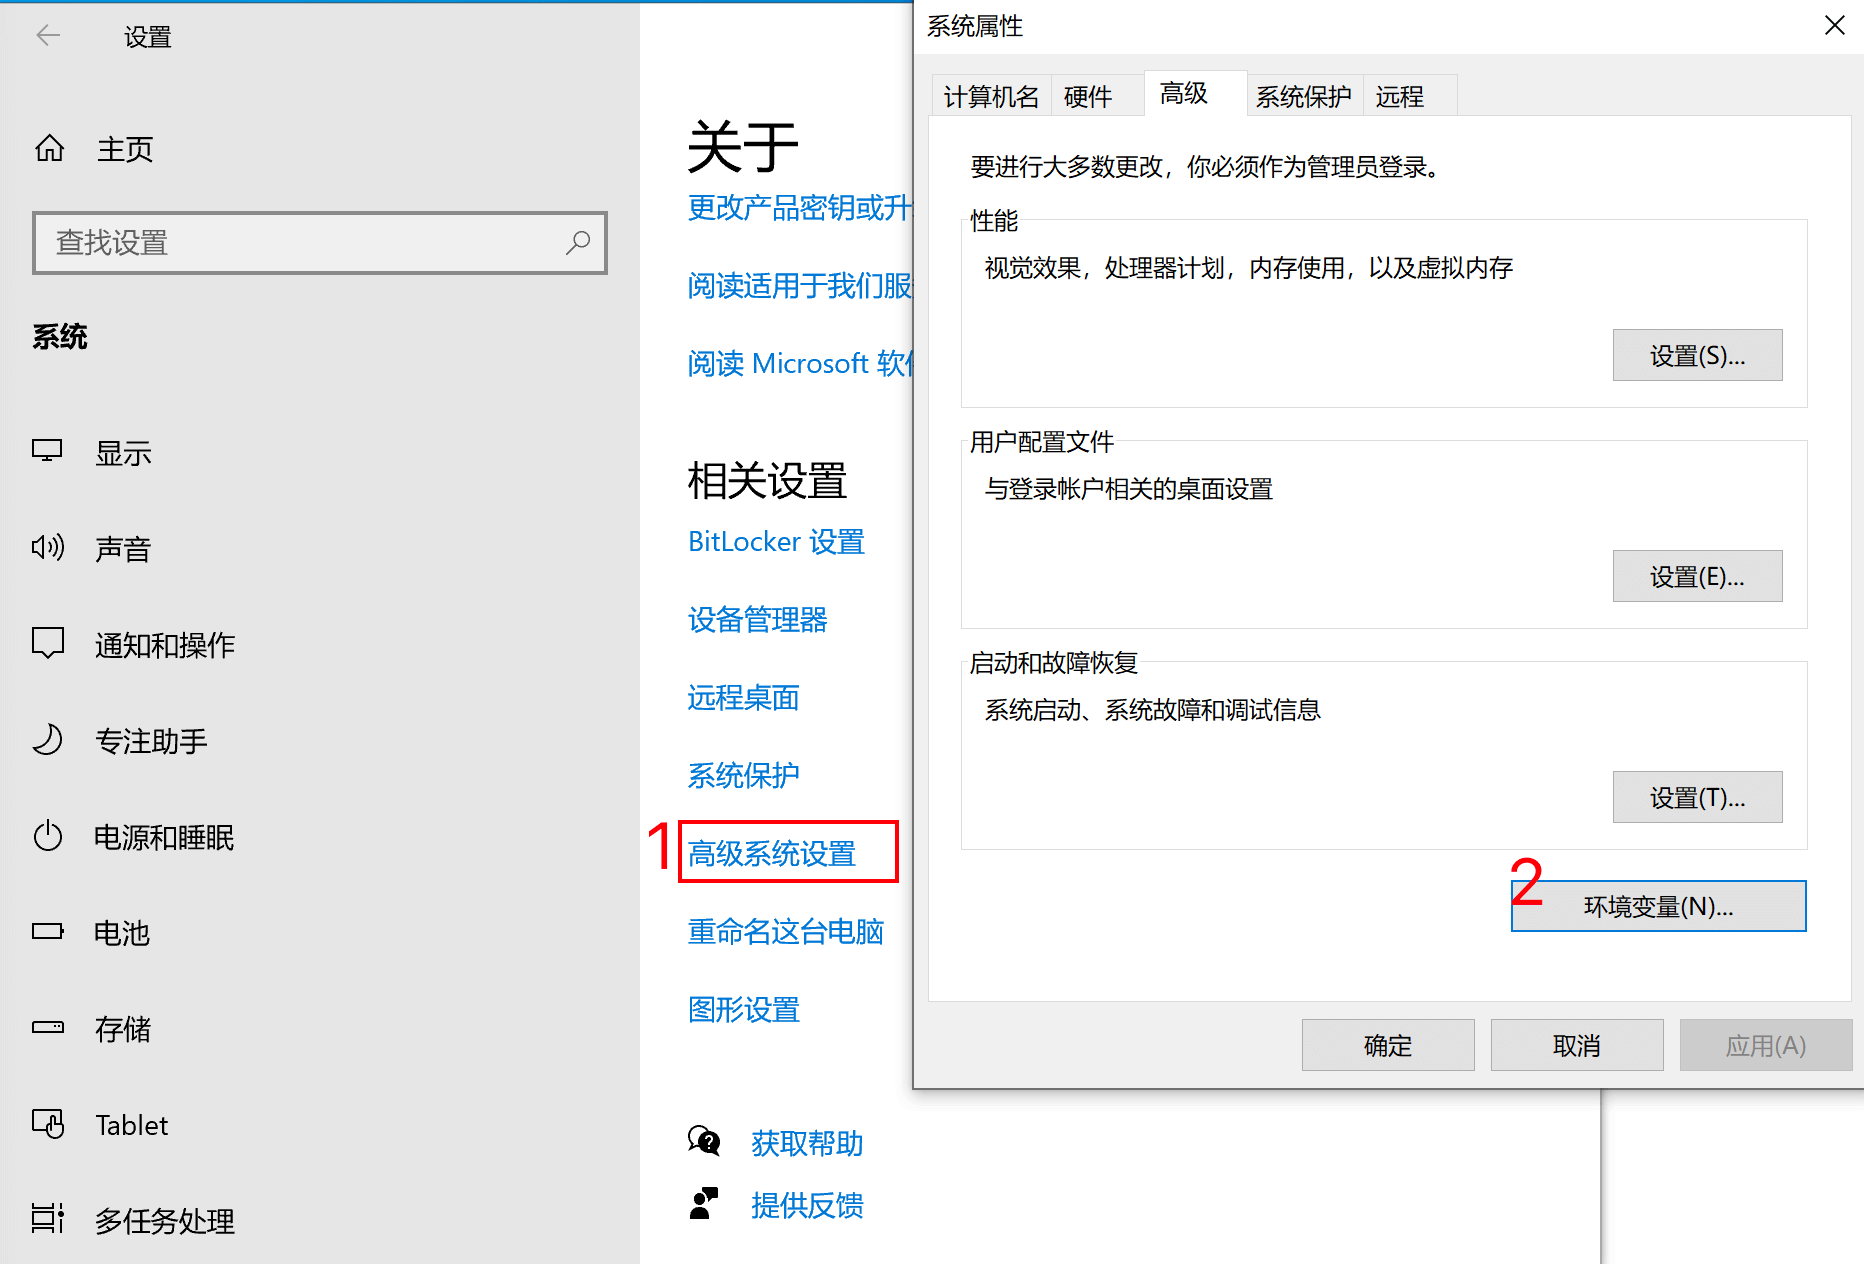 设置
主页
查找设置
系统
显示
声音
通知和操作
专注助手
电源和睡眠
电池
存储
Tablet
多任务处理
关于
更改产品密钥或升
阅读适用于我们服
阅读 Microsoft 软
相关设置
BitLocker 设置
设备管理器
远程桌面
系统保护
1
高级系统设置
重命名这台电脑
图形设置
获取帮助
提供反馈
系统属性
计算机名 硬件 高级 系统保护 远程
要进行大多数更改，你必须作为管理员登录。
性能
视觉效果，处理器计划，内存使用，以及虚拟内存
设置(S)...
用户配置文件
与登录帐户相关的桌面设置
设置(E)...
启动和故障恢复
系统启动、系统故障和调试信息
设置(T)...
2
环境变量(N)...
确定 取消 应用(A)